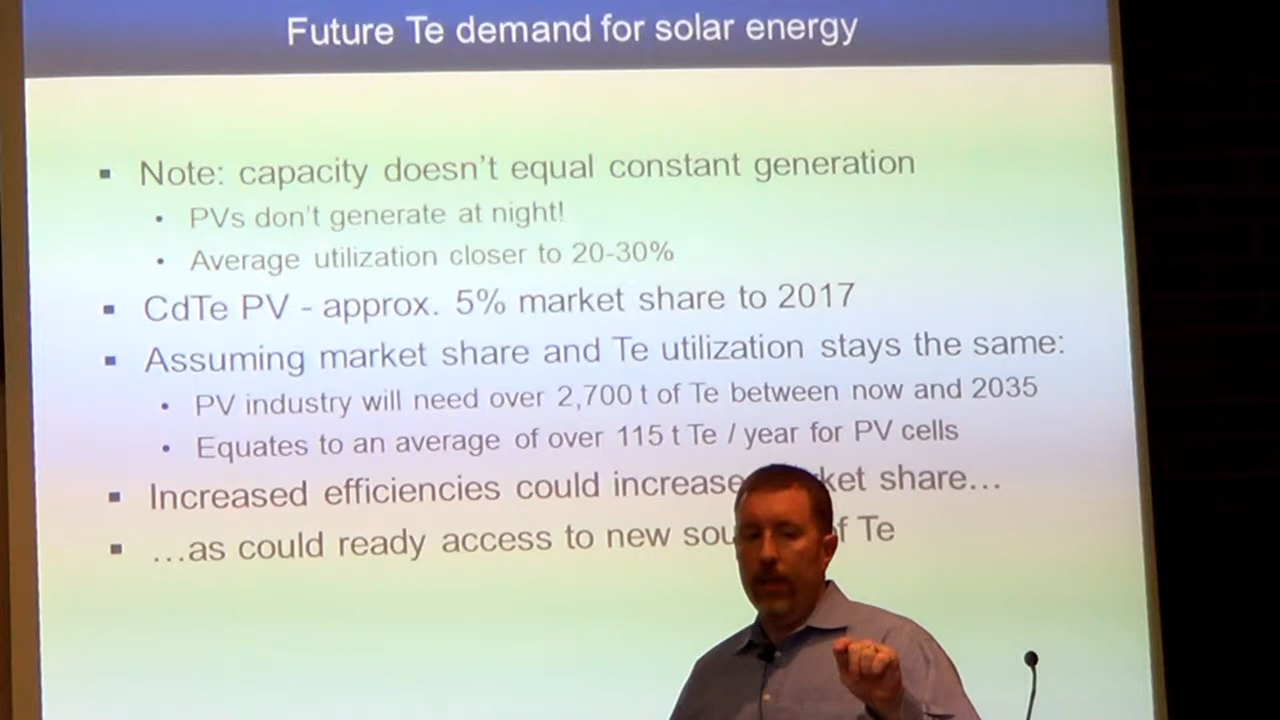 Future Te demand for solar energy
▪ Note: capacity doesn't equal constant generation
• PVs don't generate at night!
• Average utilization closer to 20-30%
▪ CdTe PV - approx. 5% market share to 2017
▪ Assuming market share and Te utilization stays the same:
• PV industry will need over 2,700 t of Te between now and 2035
• Equates to an average of over 115 t Te / year for PV cells
▪ Increased efficiencies could increase ket share...
▪ ...as could ready access to new sou f Te